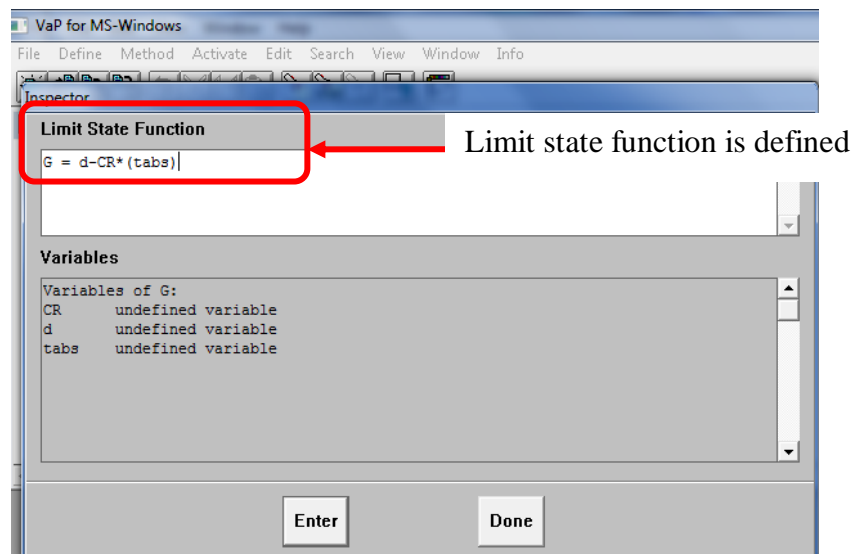 VaP for MS-Windows
File Define Method Activate Edit Search View Window Info
Inspector
Limit State Function
Limit state function is defined
G = d-CR*(tabs)
Variables
Variables of G:
CR undefined variable
d undefined variable
tabs undefined variable
Enter Done